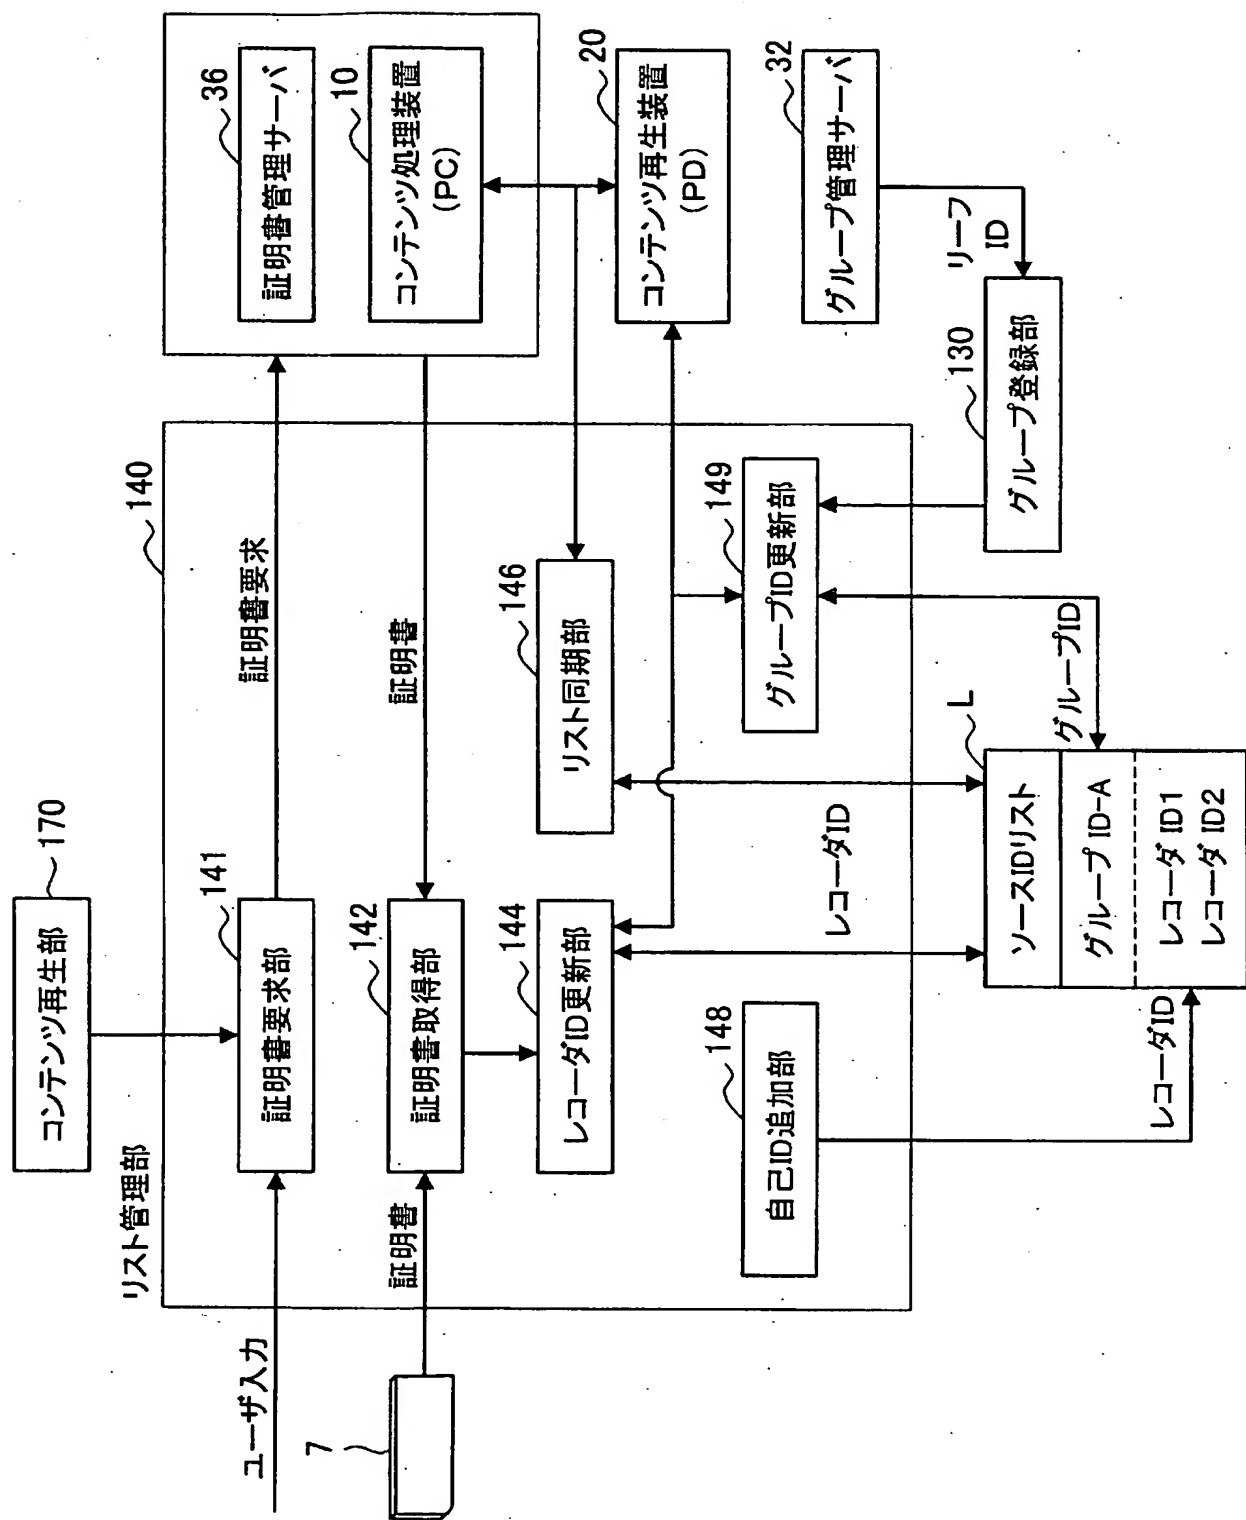 コンテンツ再生部
170
リスト管理部
140
ユーザ入力
証明書要求部
141
証明書要求
証明書管理サーバ
36
コンテンツ処理装置
(PC)
10
7
証明書
証明書取得部
142
証明書
レコーダID更新部
144
リスト同期部
146
コンテンツ再生装置
(PD)
20
自己ID追加部
148
グループID更新部
149
グループ管理サーバ
32
リーフ
ID
グループ登録部
130
レコーダID
レコーダID
グループID
L
ソースIDリスト
グループ ID-A
レコーダ ID1
レコーダ ID2